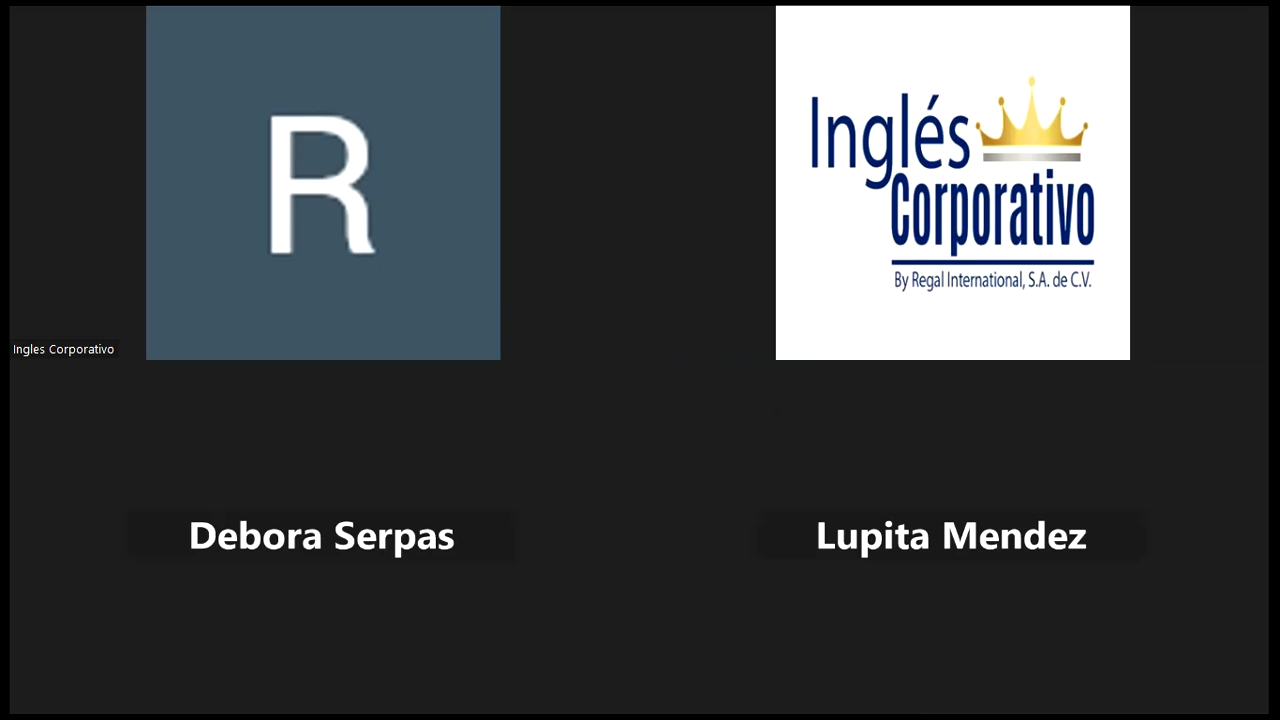 R
Inglés
Corporativo
By Regal International, S.A. de C.V.
Ingles Corporativo
Debora Serpas
Lupita Mendez